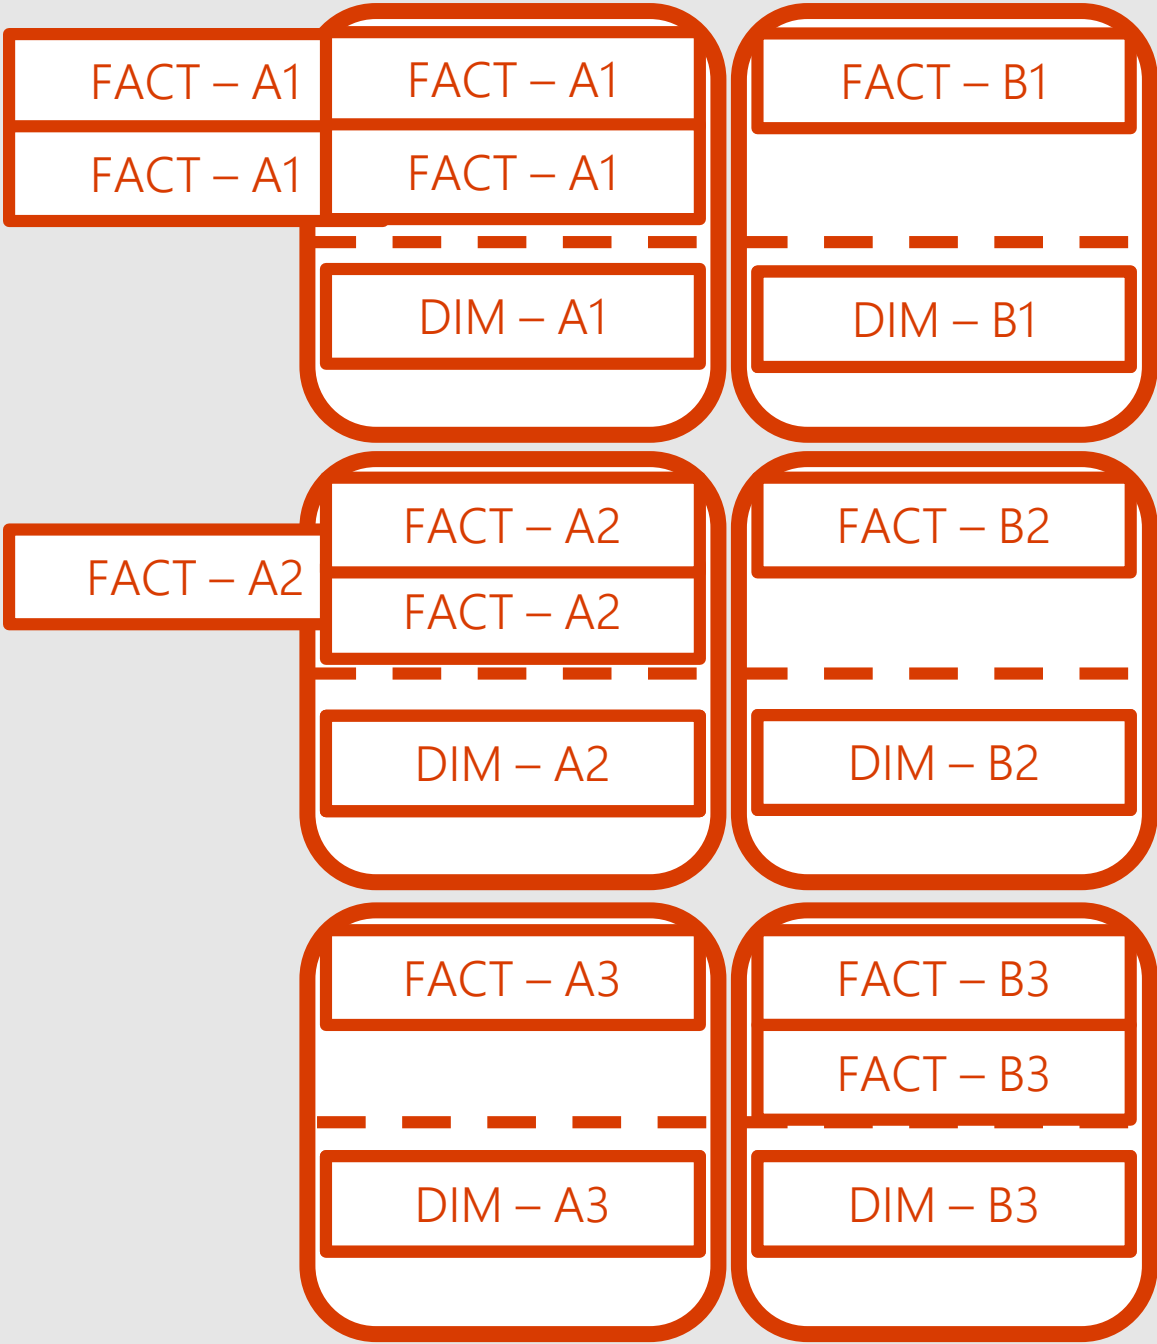 FACT – A1
FACT – A1
FACT – B1
FACT – A1
FACT – A1
DIM – A1
DIM – B1
FACT – A2
FACT – B2
FACT – A2
FACT – A2
DIM – A2
DIM – B2
FACT – A3
FACT – B3
FACT – B3
DIM – A3
DIM – B3